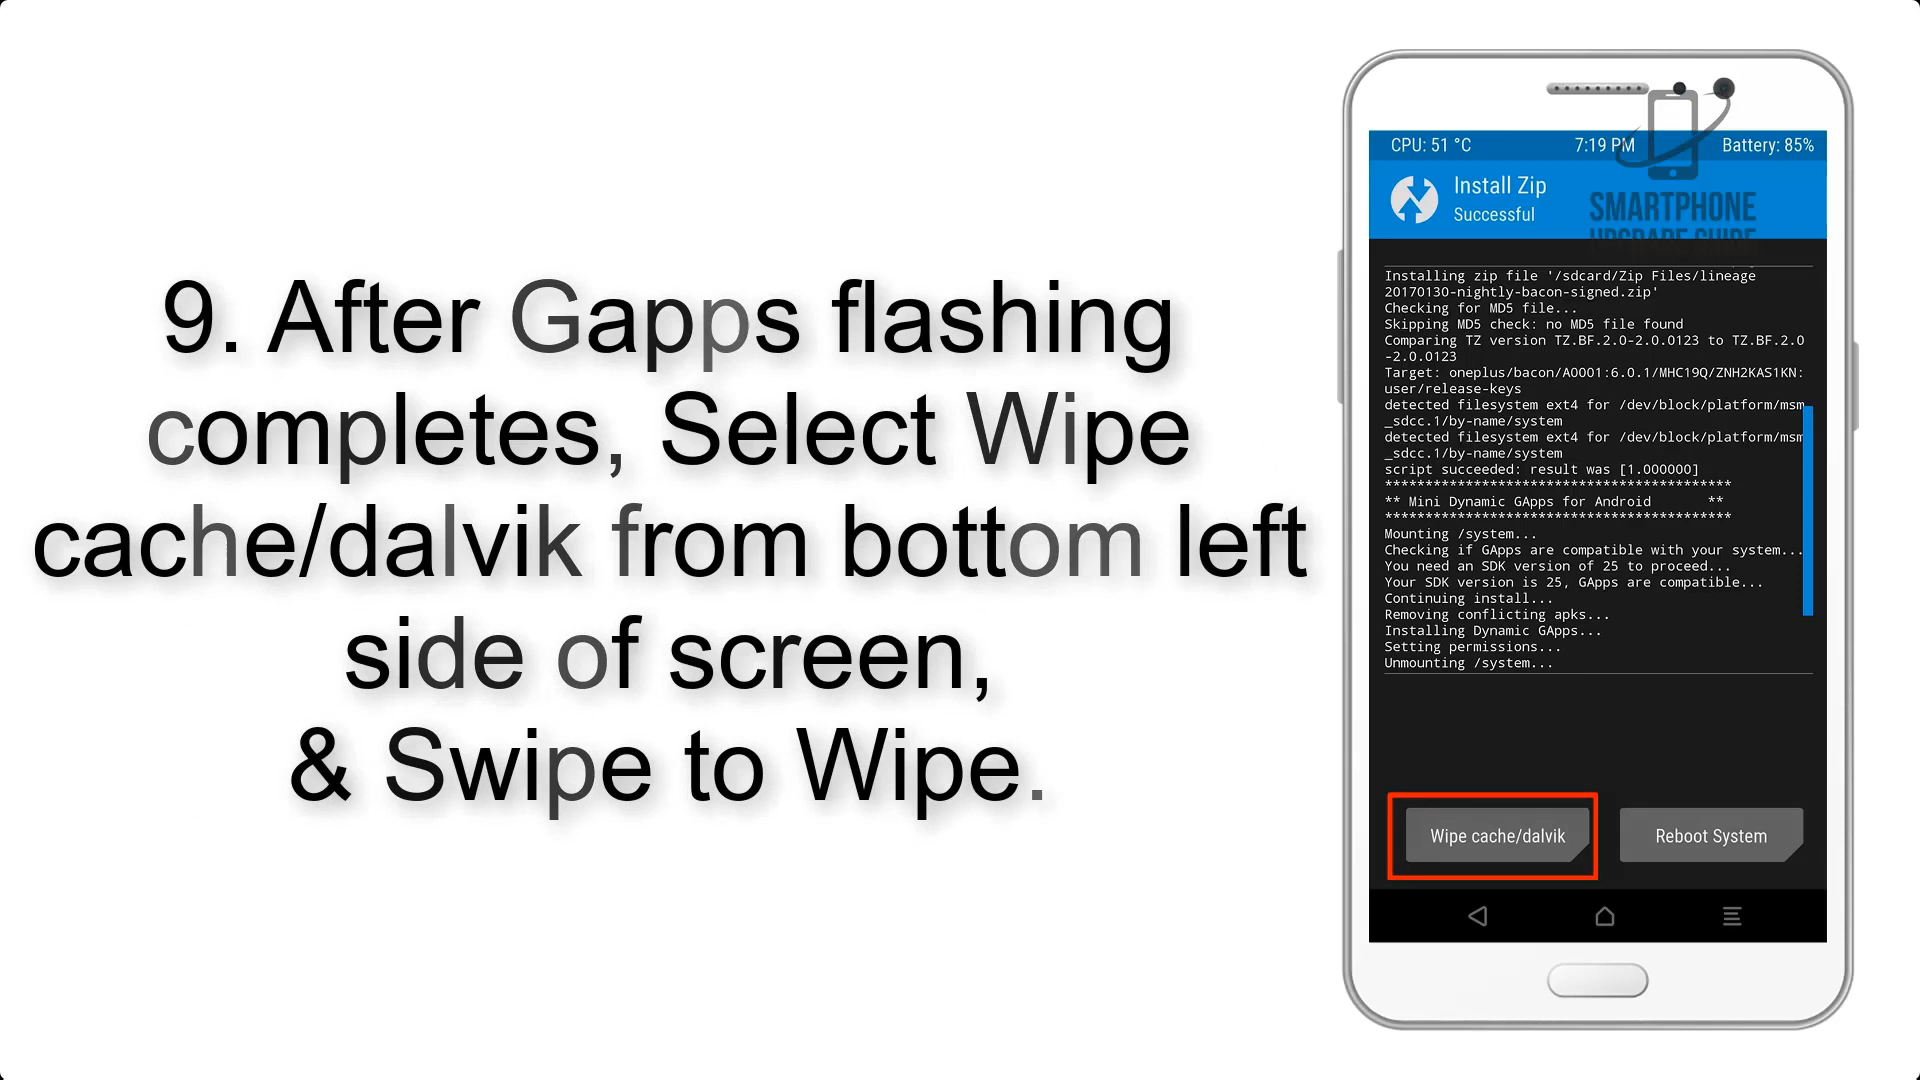 9. After Gapps flashing
completes, Select Wipe
cache/dalvik from bottom left
side of screen,
& Swipe to Wipe.
CPU: 51 °C 7:19 PM Battery: 85%
Install Zip
Successful
SMARTPHONE
UPGRADE GUIDE
Installing zip file '/sdcard/Zip Files/lineage
20170130-nightly-bacon-signed.zip'
Checking for MD5 file...
Skipping MD5 check: no MD5 file found
Comparing TZ version TZ.BF.2.0-2.0.0123 to TZ.BF.2.0
-2.0.0123
Target: oneplus/bacon/A0001:6.0.1/MHC19Q/ZNH2KAS1KN:
user/release-keys
detected filesystem ext4 for /dev/block/platform/msm
_sdcc.1/by-name/system
detected filesystem ext4 for /dev/block/platform/msm
_sdcc.1/by-name/system
script succeeded: result was [1.000000]
******************************************
** Mini Dynamic GApps for Android **
******************************************
Mounting /system...
Checking if GApps are compatible with your system...
You need an SDK version of 25 to proceed...
Your SDK version is 25, GApps are compatible...
Continuing install...
Removing conflicting apks...
Installing Dynamic GApps...
Setting permissions...
Unmounting /system...
Wipe cache/dalvik Reboot System